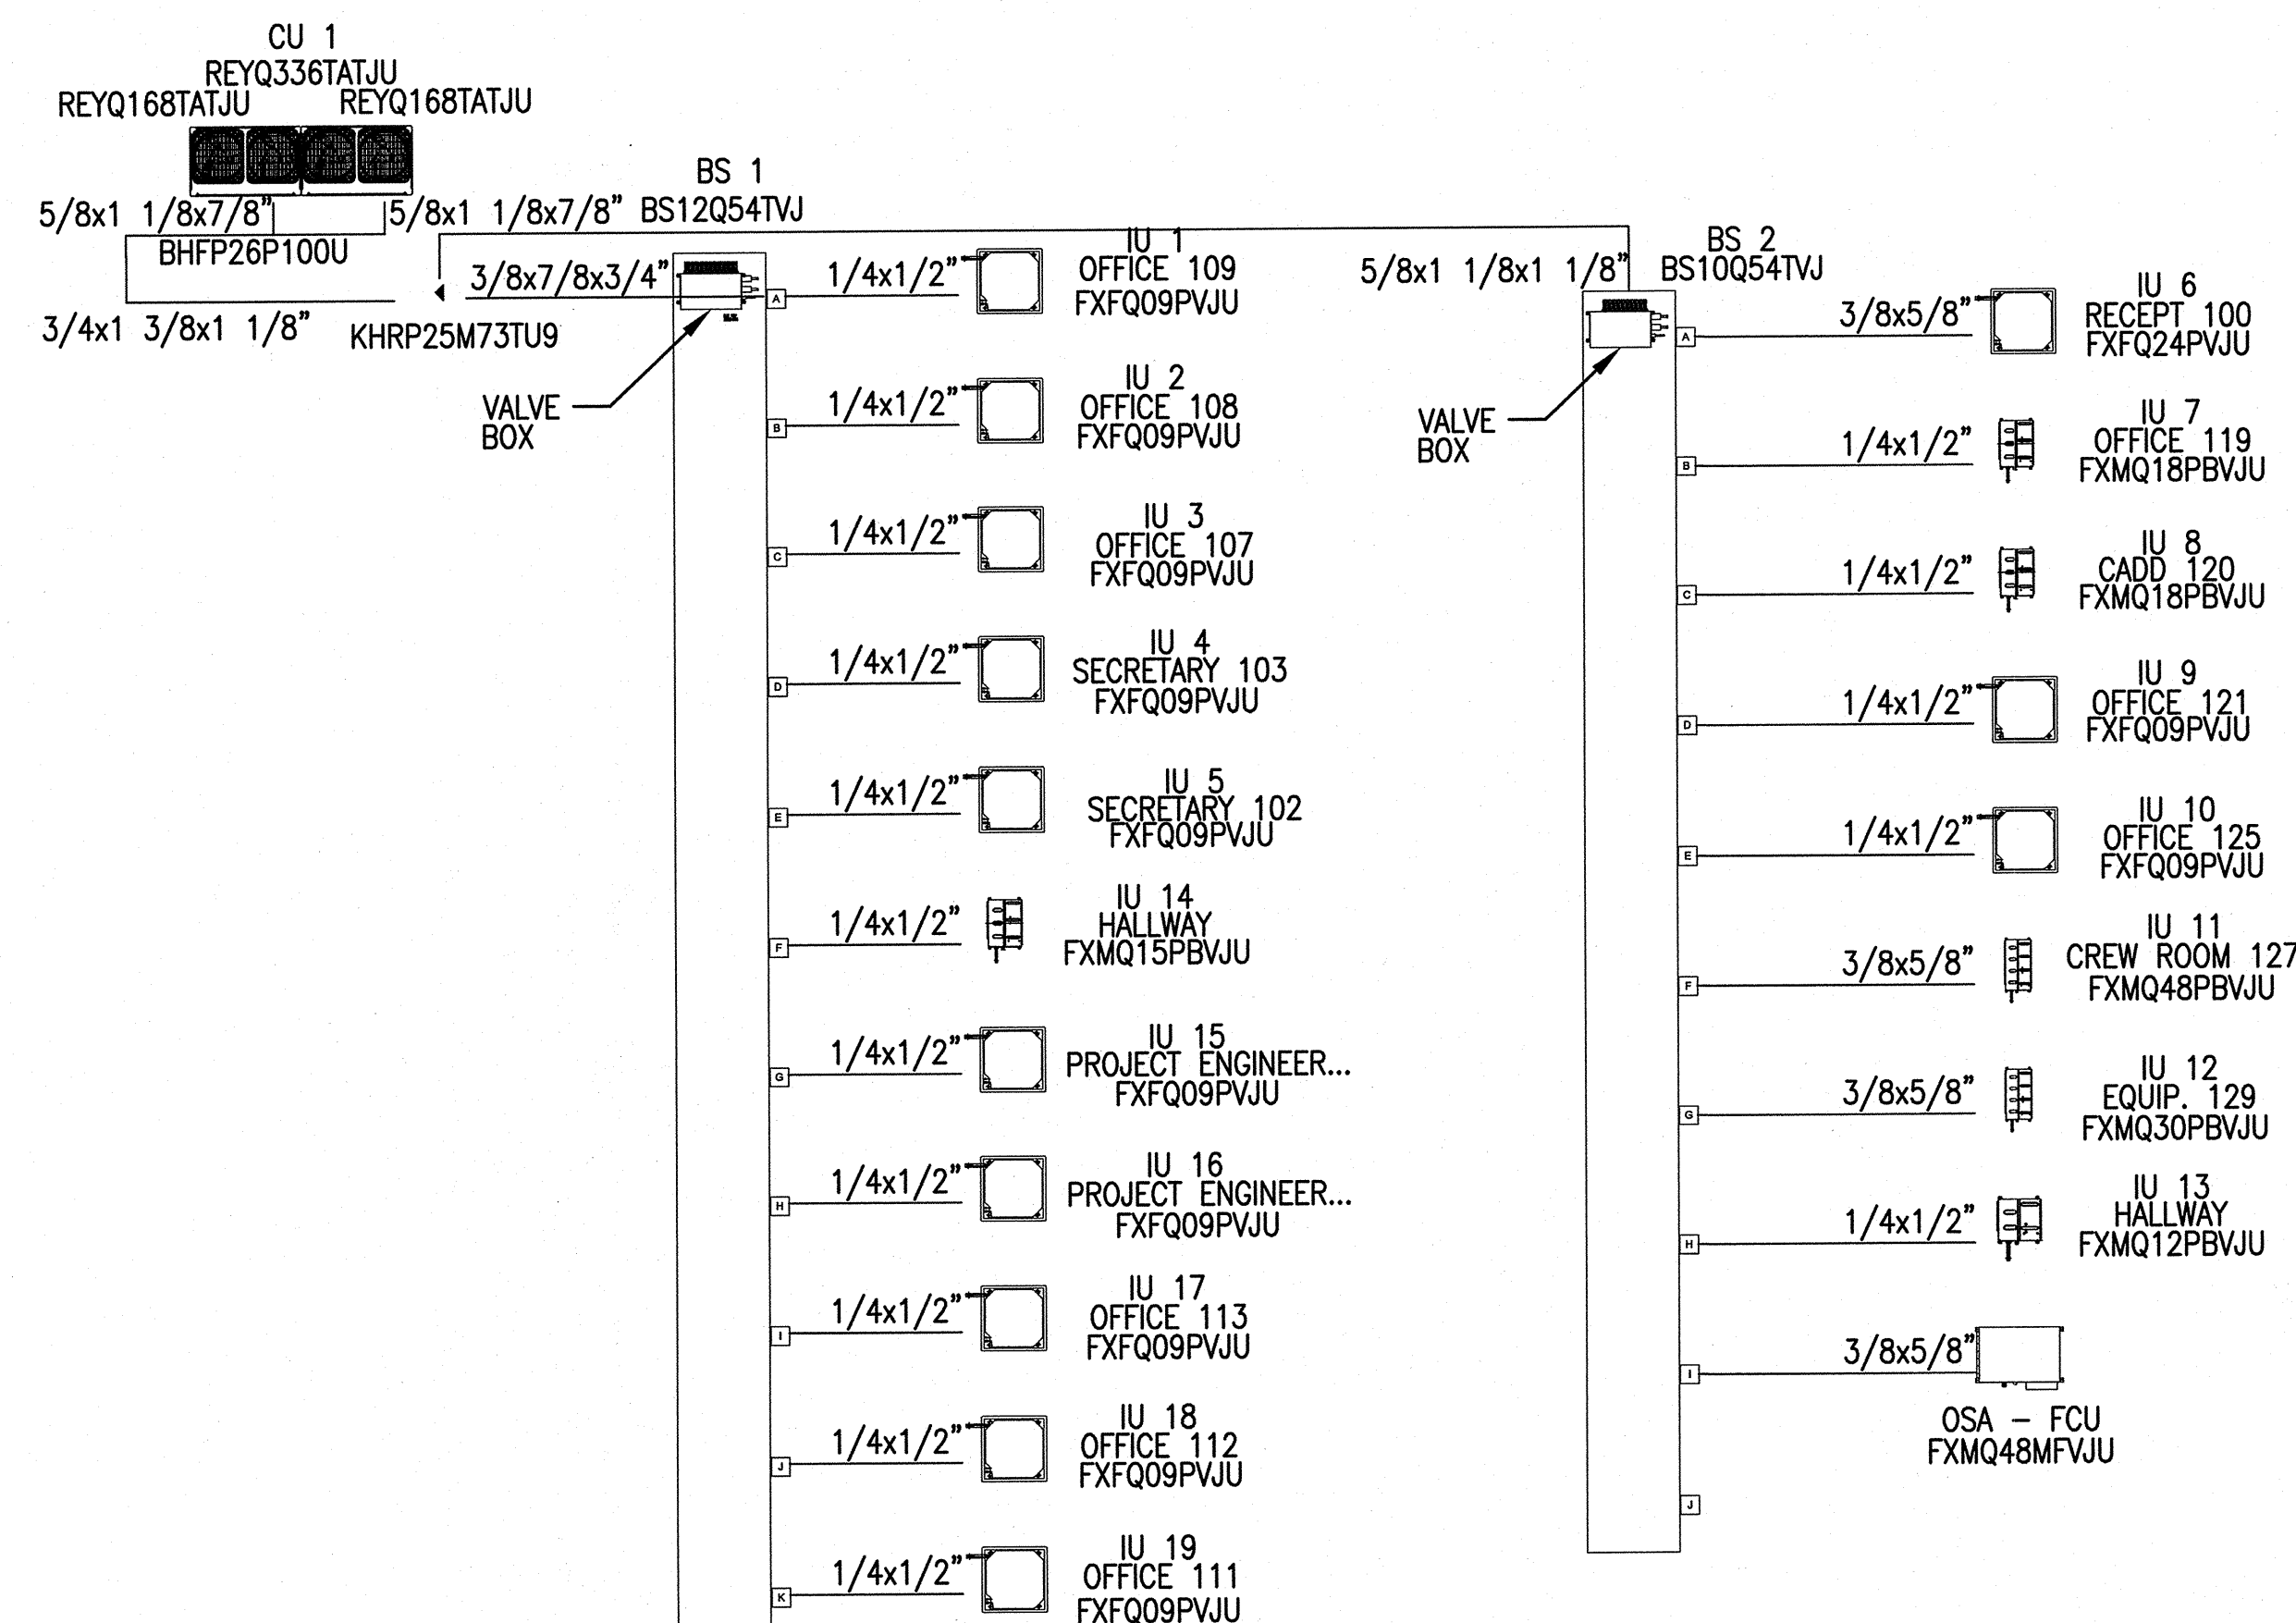 CU 1
REYQ336TATJU
REYQ168TATJU
REYQ168TATJU
5/8x1 1/8x7/8”
5/8x1 1/8x7/8”
BHFP26P100U
3/4x1 3/8x1 1/8”
KHRP25M73TU9
3/8x7/8x3/4”
BS 1
BS12Q54TVJ
VALVE
BOX
A
1/4x1/2”
IU 1
OFFICE 109
FXFQ09PVJU
B
1/4x1/2”
IU 2
OFFICE 108
FXFQ09PVJU
C
1/4x1/2”
IU 3
OFFICE 107
FXFQ09PVJU
D
1/4x1/2”
IU 4
SECRETARY 103
FXFQ09PVJU
E
1/4x1/2”
IU 5
SECRETARY 102
FXFQ09PVJU
F
1/4x1/2”
IU 14
HALLWAY
FXMQ15PBVJU
G
1/4x1/2”
IU 15
PROJECT ENGINEER...
FXFQ09PVJU
H
1/4x1/2”
IU 16
PROJECT ENGINEER...
FXFQ09PVJU
I
1/4x1/2”
IU 17
OFFICE 113
FXFQ09PVJU
J
1/4x1/2”
IU 18
OFFICE 112
FXFQ09PVJU
K
1/4x1/2”
IU 19
OFFICE 111
FXFQ09PVJU
5/8x1 1/8x1 1/8”
BS 2
BS10Q54TVJ
VALVE
BOX
A
3/8x5/8”
IU 6
RECEPT 100
FXFQ24PVJU
B
1/4x1/2”
IU 7
OFFICE 119
FXMQ18PBVJU
C
1/4x1/2”
IU 8
CADD 120
FXMQ18PBVJU
D
1/4x1/2”
IU 9
OFFICE 121
FXFQ09PVJU
E
1/4x1/2”
IU 10
OFFICE 125
FXFQ09PVJU
F
3/8x5/8”
IU 11
CREW ROOM 127
FXMQ48PBVJU
G
3/8x5/8”
IU 12
EQUIP. 129
FXMQ30PBVJU
H
1/4x1/2”
IU 13
HALLWAY
FXMQ12PBVJU
I
3/8x5/8”
OSA – FCU
FXMQ48MFVJU
J